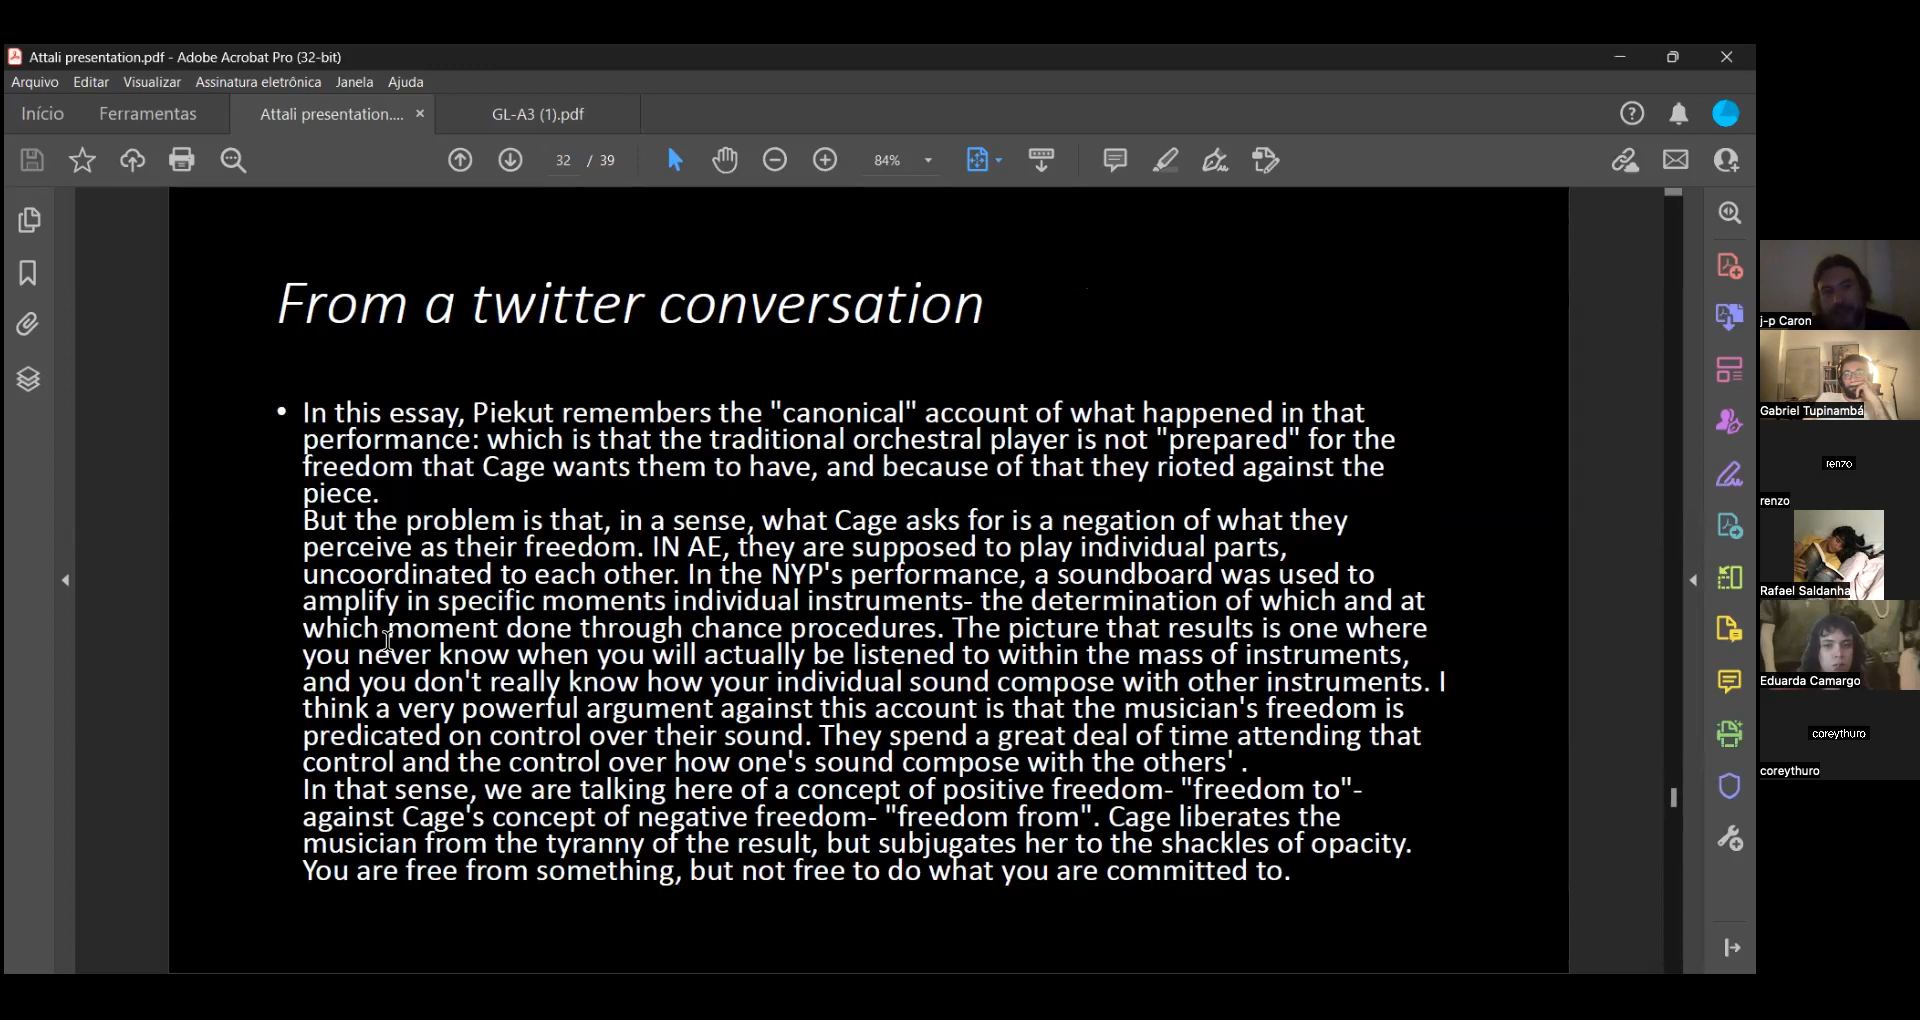 Attali presentation.pdf - Adobe Acrobat Pro (32-bit)
Arquivo Editar Visualizar Assinatura eletrônica Janela Ajuda
Início Ferramentas Attali presentation.... × GL-A3 (1).pdf
32 / 39 84%
From a twitter conversation
• In this essay, Piekut remembers the "canonical" account of what happened in that
performance: which is that the traditional orchestral player is not "prepared" for the
freedom that Cage wants them to have, and because of that they rioted against the
piece.
But the problem is that, in a sense, what Cage asks for is a negation of what they
perceive as their freedom. IN AE, they are supposed to play individual parts,
uncoordinated to each other. In the NYP's performance, a soundboard was used to
amplify in specific moments individual instruments- the determination of which and at
which moment done through chance procedures. The picture that results is one where
you never know when you will actually be listened to within the mass of instruments,
and you don't really know how your individual sound compose with other instruments. I
think a very powerful argument against this account is that the musician's freedom is
predicated on control over their sound. They spend a great deal of time attending that
control and the control over how one's sound compose with the others' .
In that sense, we are talking here of a concept of positive freedom- "freedom to"-
against Cage's concept of negative freedom- "freedom from". Cage liberates the
musician from the tyranny of the result, but subjugates her to the shackles of opacity.
You are free from something, but not free to do what you are committed to.
j-p Caron
Gabriel Tupinambá
renzo
renzo
Rafael Saldanha
Eduarda Camargo
coreythuro
coreythuro